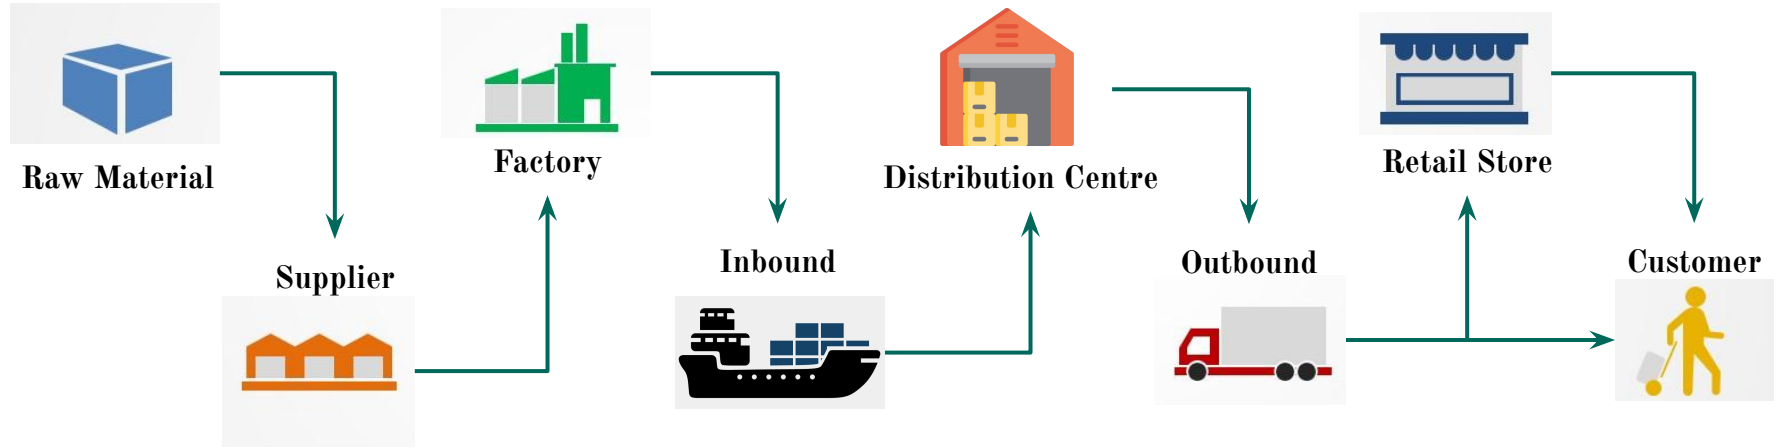 Raw Material
Supplier
Factory
Inbound
Distribution Centre
Outbound
Retail Store
Customer